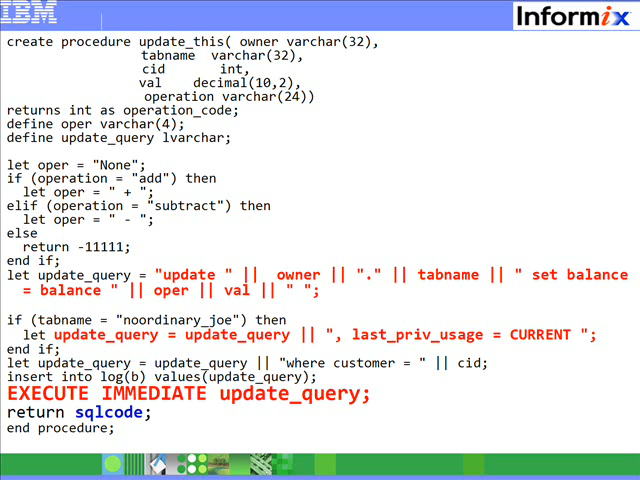 IBM
Informix
create procedure update_this( owner varchar(32),
tabname varchar(32),
cid int,
val decimal(10,2),
operation varchar(24))
returns int as operation_code;
define oper varchar(4);
define update_query lvarchar;
let oper = "None";
if (operation = "add") then
let oper = " + ";
elif (operation = "subtract") then
let oper = " - ";
else
return -11111;
end if;
let update_query = "update " || owner || "." || tabname || " set balance
= balance " || oper || val || " ";
if (tabname = "noordinary_joe") then
let update_query = update_query || ", last_priv_usage = CURRENT ";
end if;
let update_query = update_query || "where customer = " || cid;
insert into log(b) values(update_query);
EXECUTE IMMEDIATE update_query;
return sqlcode;
end procedure;